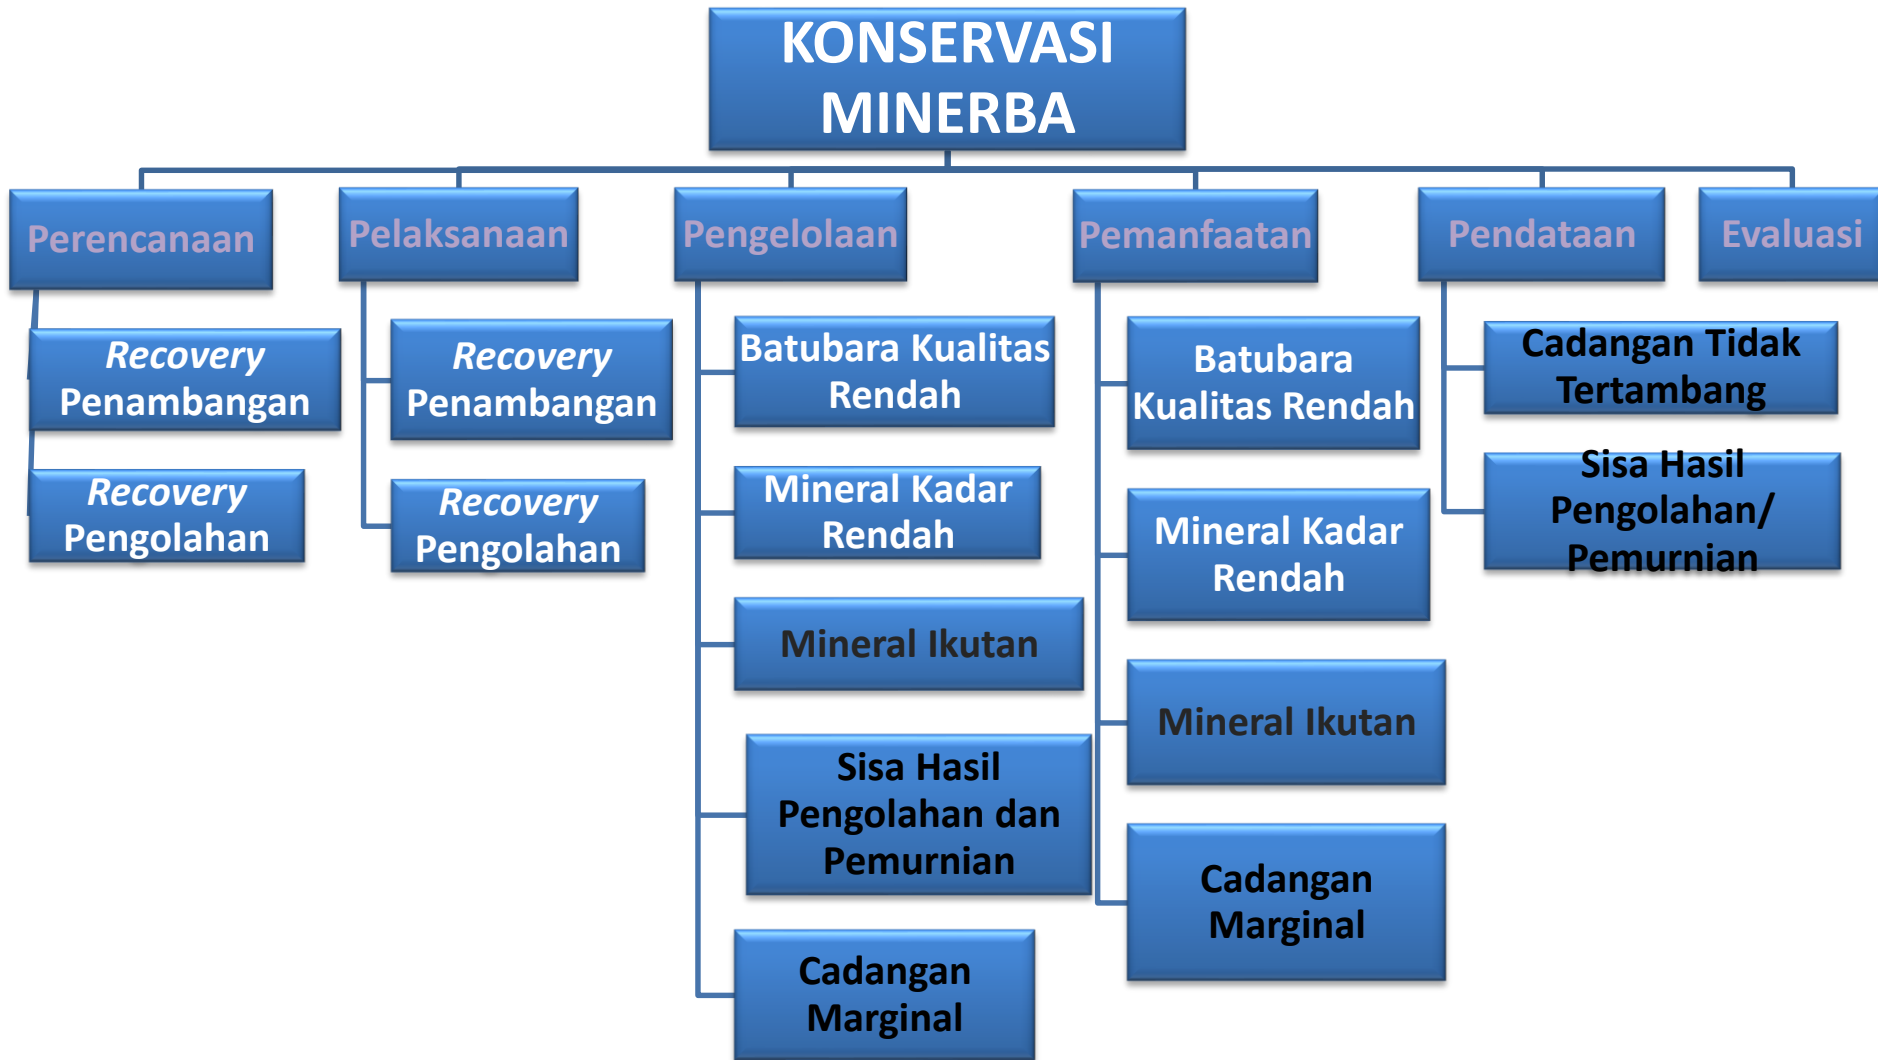 KONSERVASI
MINERBA
Perencanaan
Recovery
Penambangan
Recovery
Pengolahan
Pelaksanaan
Recovery
Penambangan
Recovery
Pengolahan
Pengelolaan
Batubara Kualitas
Rendah
Mineral Kadar
Rendah
Mineral Ikutan
Sisa Hasil
Pengolahan dan
Pemurnian
Cadangan
Marginal
Pemanfaatan
Batubara
Kualitas Rendah
Mineral Kadar
Rendah
Mineral Ikutan
Cadangan
Marginal
Pendataan
Cadangan Tidak
Tertambang
Sisa Hasil
Pengolahan/
Pemurnian
Evaluasi